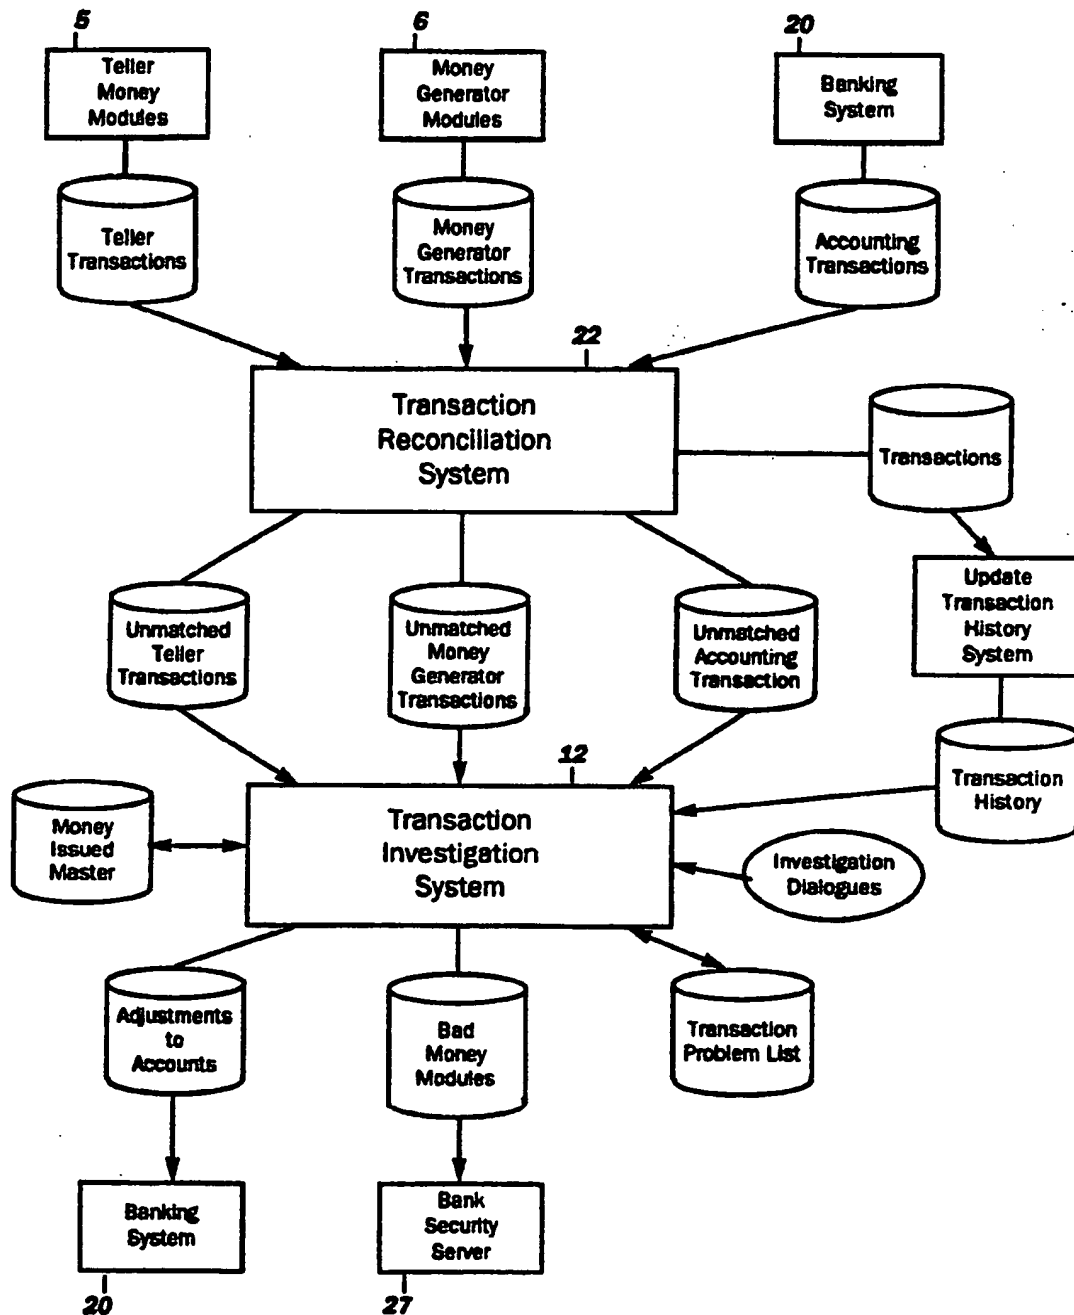 5
Teller
Money
Modules
6
Money
Generator
Modules
20
Banking
System
Teller
Transactions
Money
Generator
Transactions
Accounting
Transactions
22
Transaction
Reconciliation
System
Transactions
Update
Transaction
History
System
Unmatched
Teller
Transactions
Unmatched
Money
Generator
Transactions
Unmatched
Accounting
Transaction
Transaction
History
12
Transaction
Investigation
System
Money
Issued
Master
Investigation
Dialogues
Adjustments
to
Accounts
Bad
Money
Modules
Transaction
Problem List
Banking
System
20
Bank
Security
Server
27